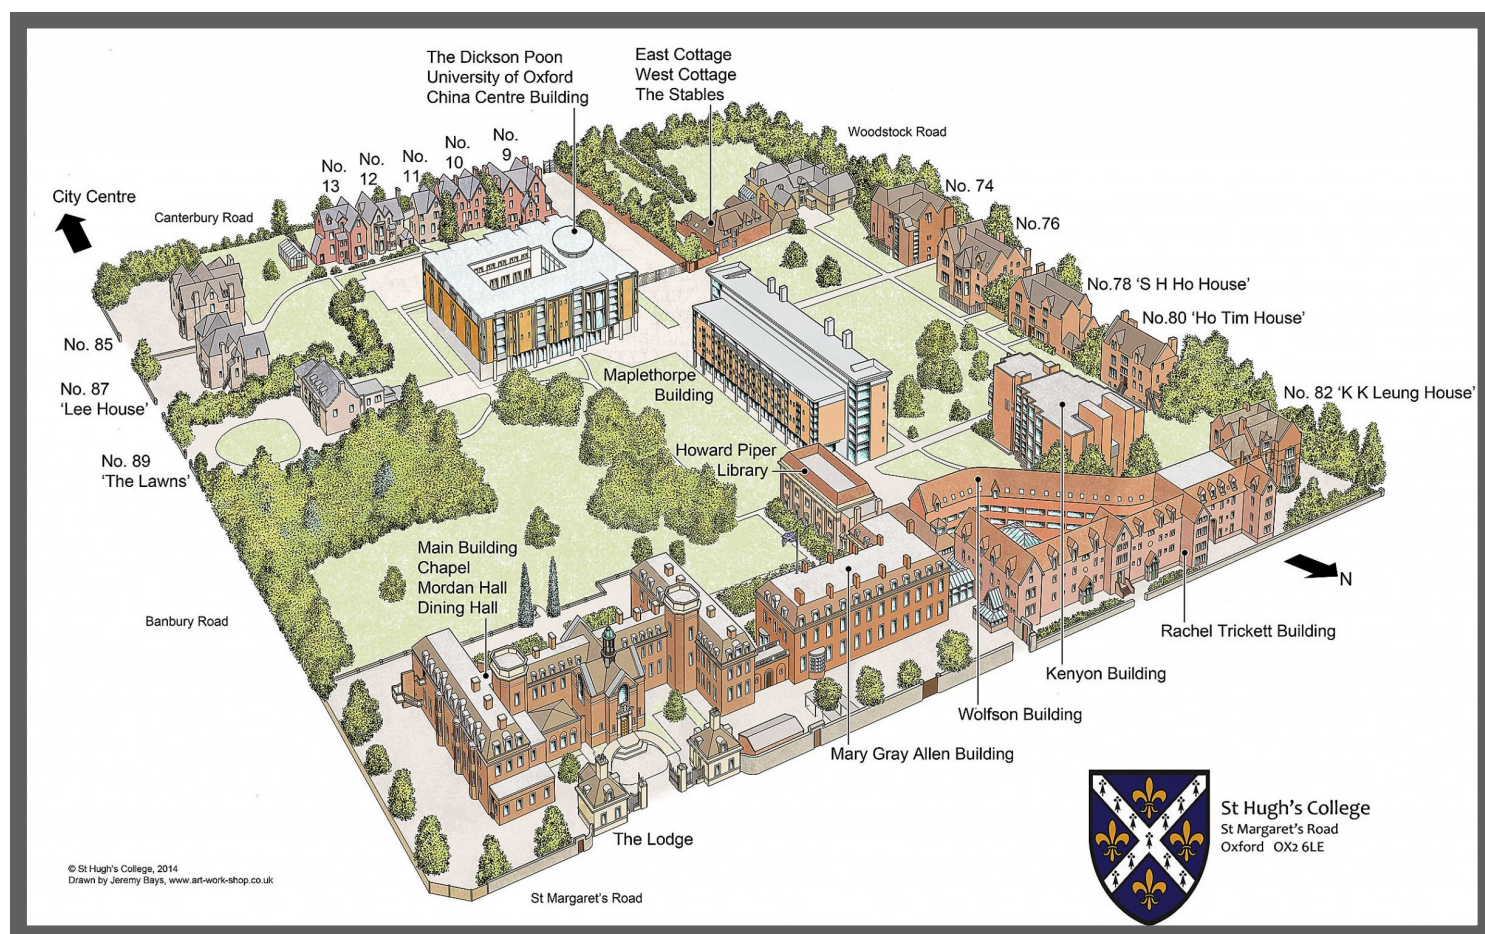 The Dickson Poon
University of Oxford
China Centre Building
East Cottage
West Cottage
The Stables
Woodstock Road
No.
9
No.
10
No.
11
No.
12
No.
13
City Centre
Canterbury Road
No. 74
No.76
No.78 'S H Ho House'
No.80 'Ho Tim House'
No. 82 'K K Leung House'
No. 85
No. 87
'Lee House'
No. 89
'The Lawns'
Maplethorpe
Building
Howard Piper
Library
Main Building
Chapel
Mordan Hall
Dining Hall
Banbury Road
N
Rachel Trickett Building
Kenyon Building
Wolfson Building
Mary Gray Allen Building
The Lodge
St Margaret's Road
St Hugh's College
St Margaret's Road
Oxford OX2 6LE
© St Hugh's College, 2014
Drawn by Jeremy Bays, www.art-work-shop.co.uk